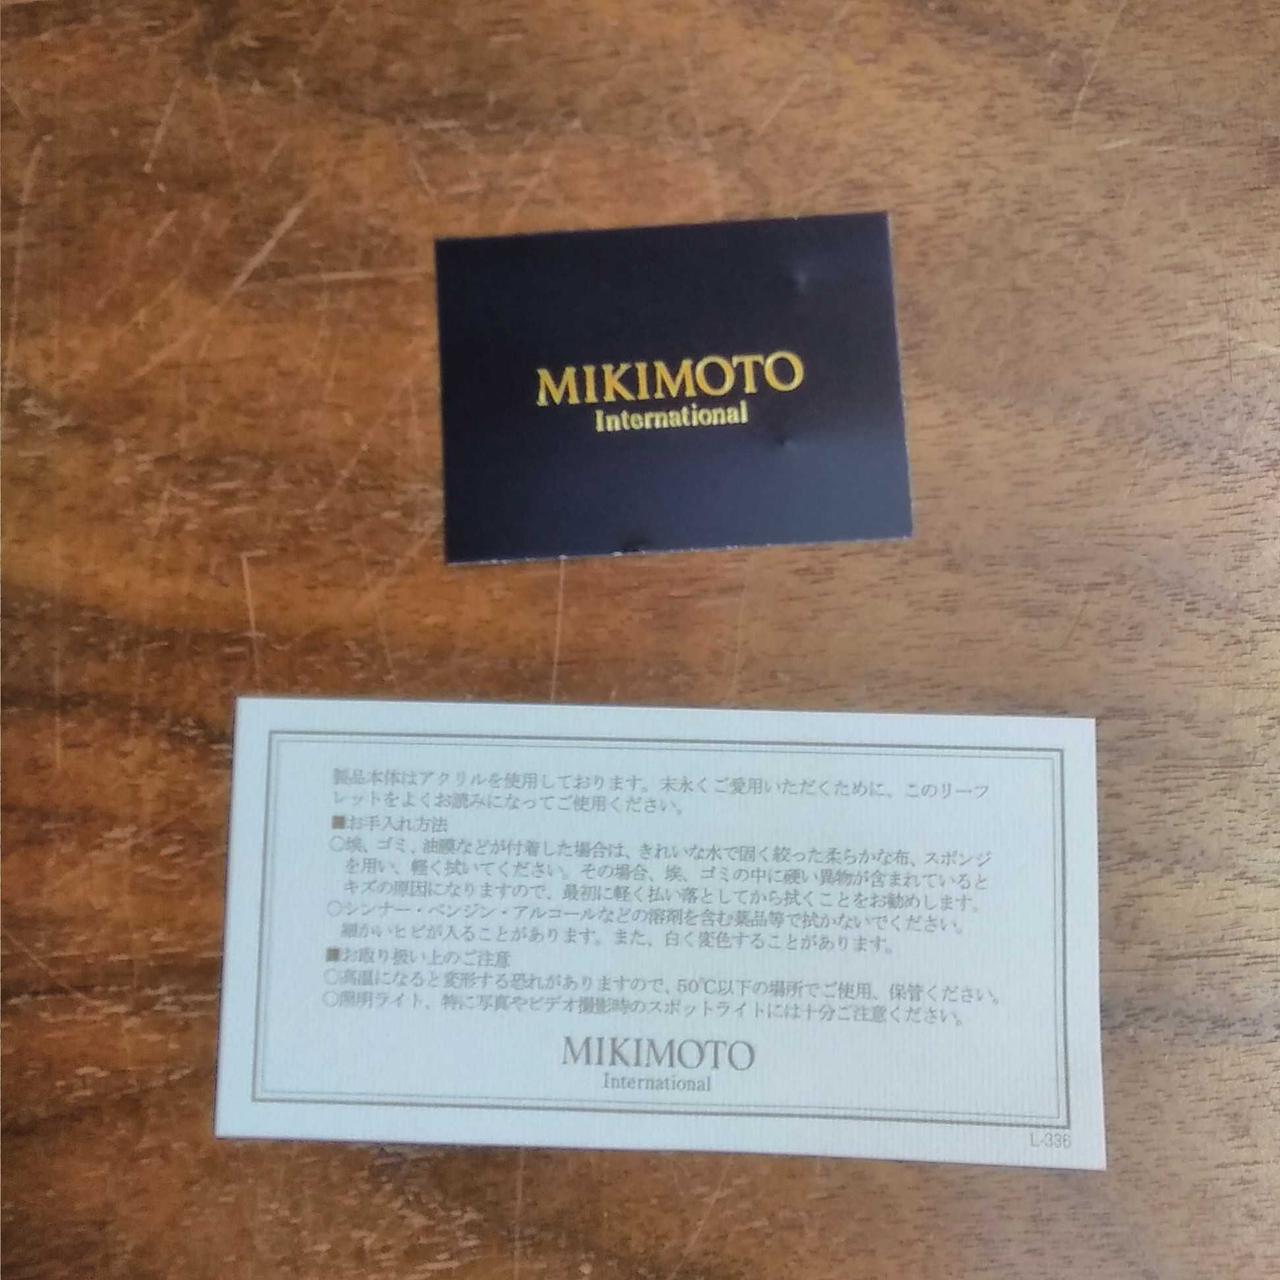 MIKIMOTO
International
製品本体はアクリルを使用しております。末永くご愛用いただくために、このリーフ
レットをよくお読みになってご使用ください。
■お手入れ方法
○埃、ゴミ、油膜などが付着した場合は、きれいな水で固く絞った柔らかな布、スポンジ
を用い、軽く拭いてください。その場合、埃、ゴミの中に硬い異物が含まれていると
キズの原因になりますので、最初に軽く払い落としてから拭くことをお勧めします。
○シンナー・ベンジン・アルコールなどの溶剤を含む薬品等で拭かないでください。
細かいヒビが入ることがあります。また、白く変色することがあります。
■お取り扱い上のご注意
○高温になると変形する恐れがありますので、50℃以下の場所でご使用、保管ください。
○照明ライト、特に写真やビデオ撮影時のスポットライトには十分ご注意ください。
MIKIMOTO
International
L-336